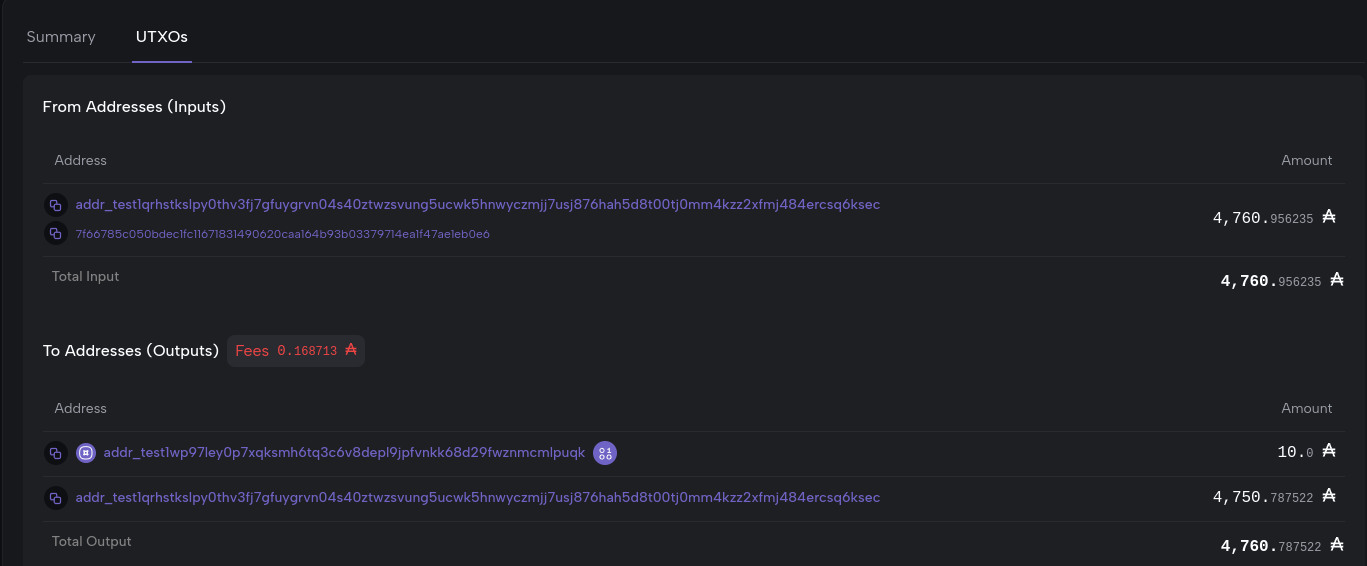 Summary UTXOs
From Addresses (Inputs)
Address Amount
addr_test1qrhstkslpy0thv3fj7gfuygrvn04s40ztwzsvung5ucwk5hnwyczmjj7usj876hah5d8t00tj0mm4kzz2xfmj484ercsq6ksec 4,760.956235 ₳
7f66785c050bdec1fc11671831490620caa164b93b03379714ea1f47ae1eb0e6
Total Input 4,760.956235 ₳
To Addresses (Outputs) Fees 0.168713 ₳
Address Amount
addr_test1wp97ley0p7xqksmh6tq3c6v8depl9jpfvnkk68d29fwznmcmlpuqk 10.0 ₳
addr_test1qrhstkslpy0thv3fj7gfuygrvn04s40ztwzsvung5ucwk5hnwyczmjj7usj876hah5d8t00tj0mm4kzz2xfmj484ercsq6ksec 4,750.787522 ₳
Total Output 4,760.787522 ₳